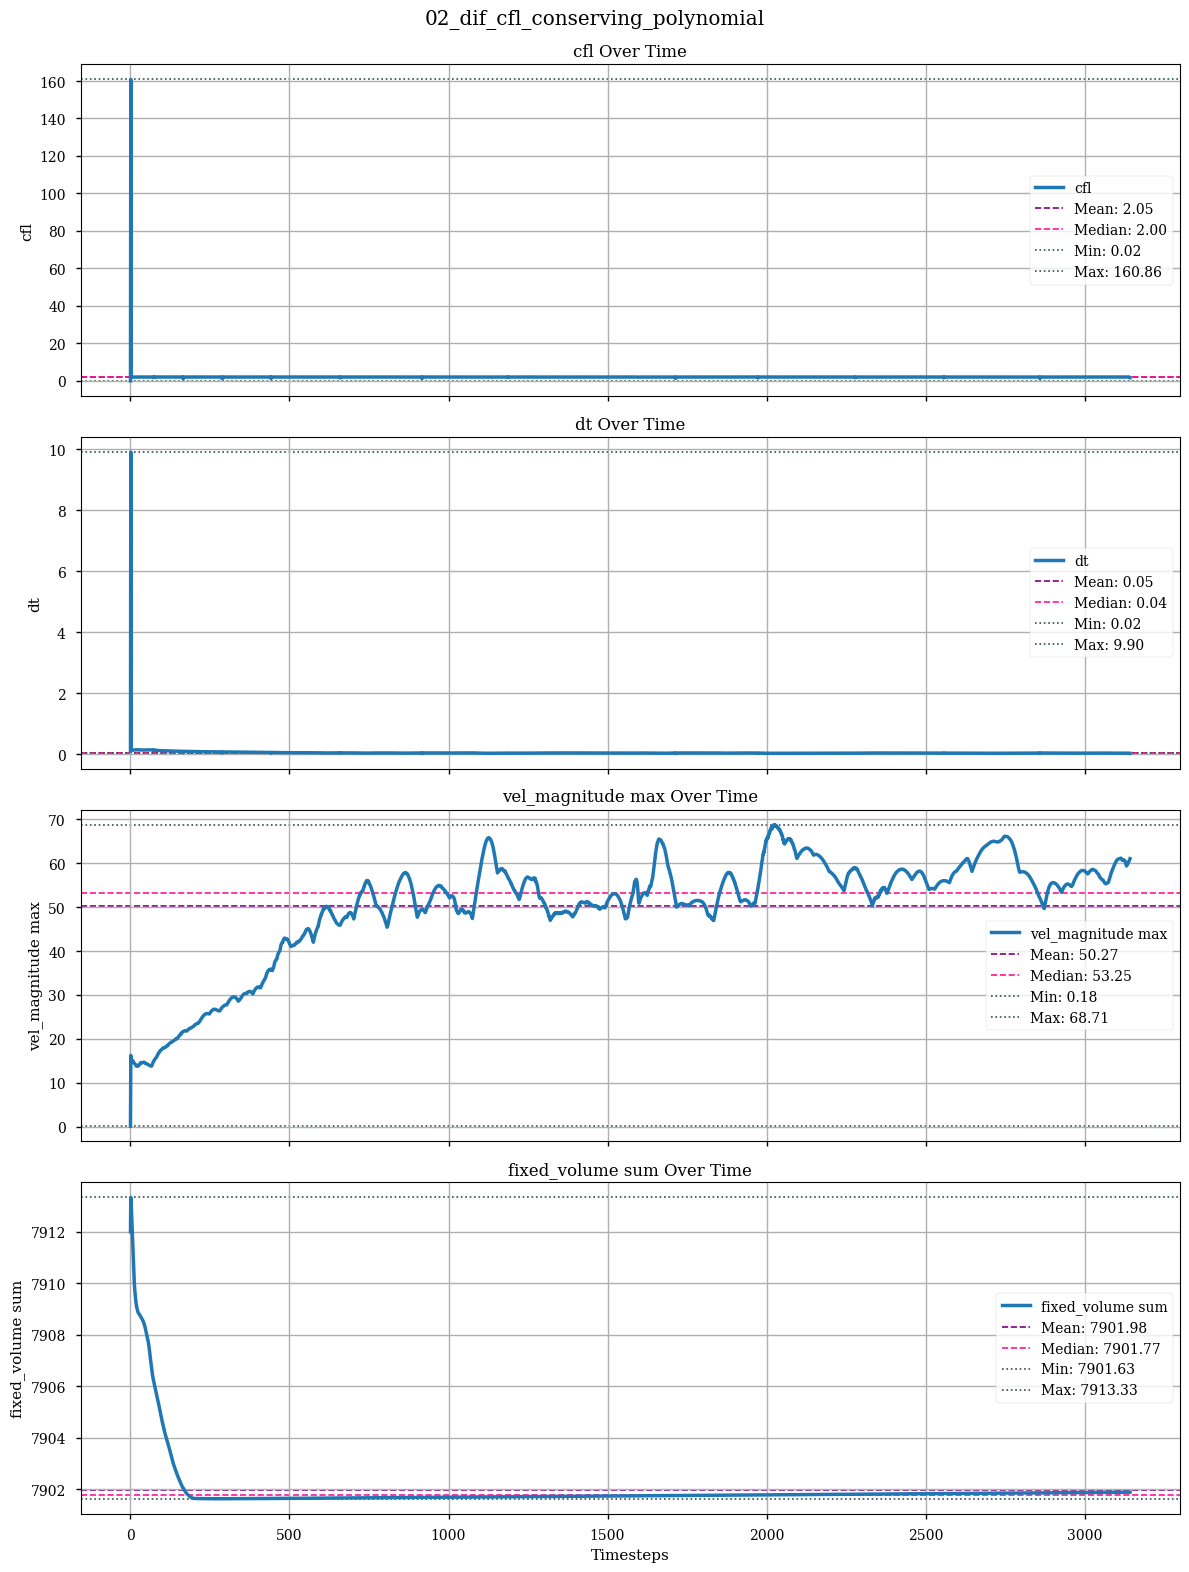 02_dif_cfl_conserving_polynomial
cfl Over Time
160
140
120
100
80
60
40
20
0
cfl
cfl
Mean: 2.05
Median: 2.00
Min: 0.02
Max: 160.86
dt Over Time
10
8
6
4
2
0
dt
dt
Mean: 0.05
Median: 0.04
Min: 0.02
Max: 9.90
vel_magnitude max Over Time
70
60
50
40
30
20
10
0
vel_magnitude max
vel_magnitude max
Mean: 50.27
Median: 53.25
Min: 0.18
Max: 68.71
fixed_volume sum Over Time
7912
7910
7908
7906
7904
7902
fixed_volume sum
fixed_volume sum
Mean: 7901.98
Median: 7901.77
Min: 7901.63
Max: 7913.33
0 500 1000 1500 2000 2500 3000
Timesteps